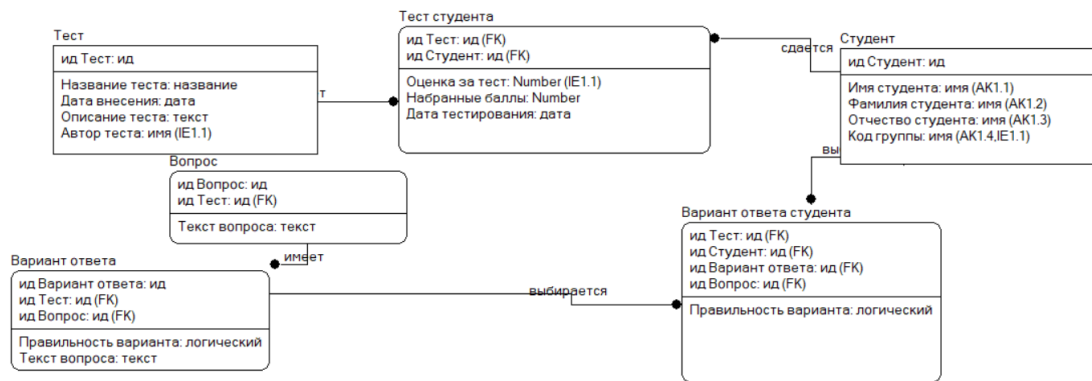 Тест
ид Тест: ид
Название теста: название
Дата внесения: дата
Описание теста: текст
Автор теста: имя (IE1.1)
т
Тест студента
ид Тест: ид (FK)
ид Студент: ид (FK)
Оценка за тест: Number (IE1.1)
Набранные баллы: Number
Дата тестирования: дата
сдается
Студент
ид Студент: ид
Имя студента: имя (AK1.1)
Фамилия студента: имя (AK1.2)
Отчество студента: имя (AK1.3)
Код группы: имя (AK1.4,IE1.1)
вы
Вопрос
ид Вопрос: ид
ид Тест: ид (FK)
Текст вопроса: текст
имеет
Вариант ответа
ид Вариант ответа: ид
ид Тест: ид (FK)
ид Вопрос: ид (FK)
Правильность варианта: логический
Текст вопроса: текст
выбирается
Вариант ответа студента
ид Тест: ид (FK)
ид Студент: ид (FK)
ид Вариант ответа: ид (FK)
ид Вопрос: ид (FK)
Правильность варианта: логический